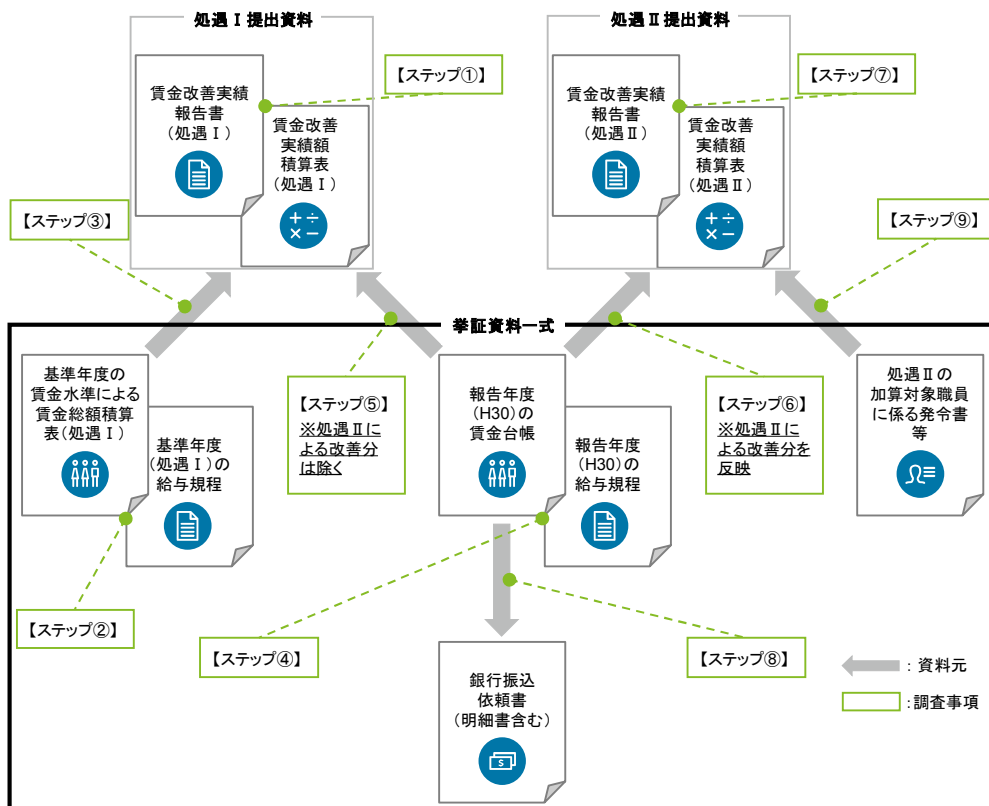 処遇Ⅰ提出資料
処遇Ⅱ提出資料
【ステップ①】
賃金改善実績
報告書
（処遇Ⅰ）
賃金改善
実績額
積算表
（処遇Ⅰ）
【ステップ⑦】
賃金改善実績
報告書
（処遇Ⅱ）
賃金改善
実績額
積算表
（処遇Ⅱ）
【ステップ③】
【ステップ⑨】
挙証資料一式
基準年度の
賃金水準による
賃金総額積算
表（処遇Ⅰ）
基準年度
（処遇Ⅰ）の
給与規程
【ステップ⑤】
※処遇Ⅱに
よる改善分
は除く
報告年度
（H30）の
賃金台帳
報告年度
（H30）の
給与規程
【ステップ⑥】
※処遇Ⅱに
よる改善分を
反映
処遇Ⅱの
加算対象職員
に係る発令書
等
【ステップ②】
【ステップ④】
【ステップ⑧】
銀行振込
依頼書
（明細書含む）
：資料元
：調査事項